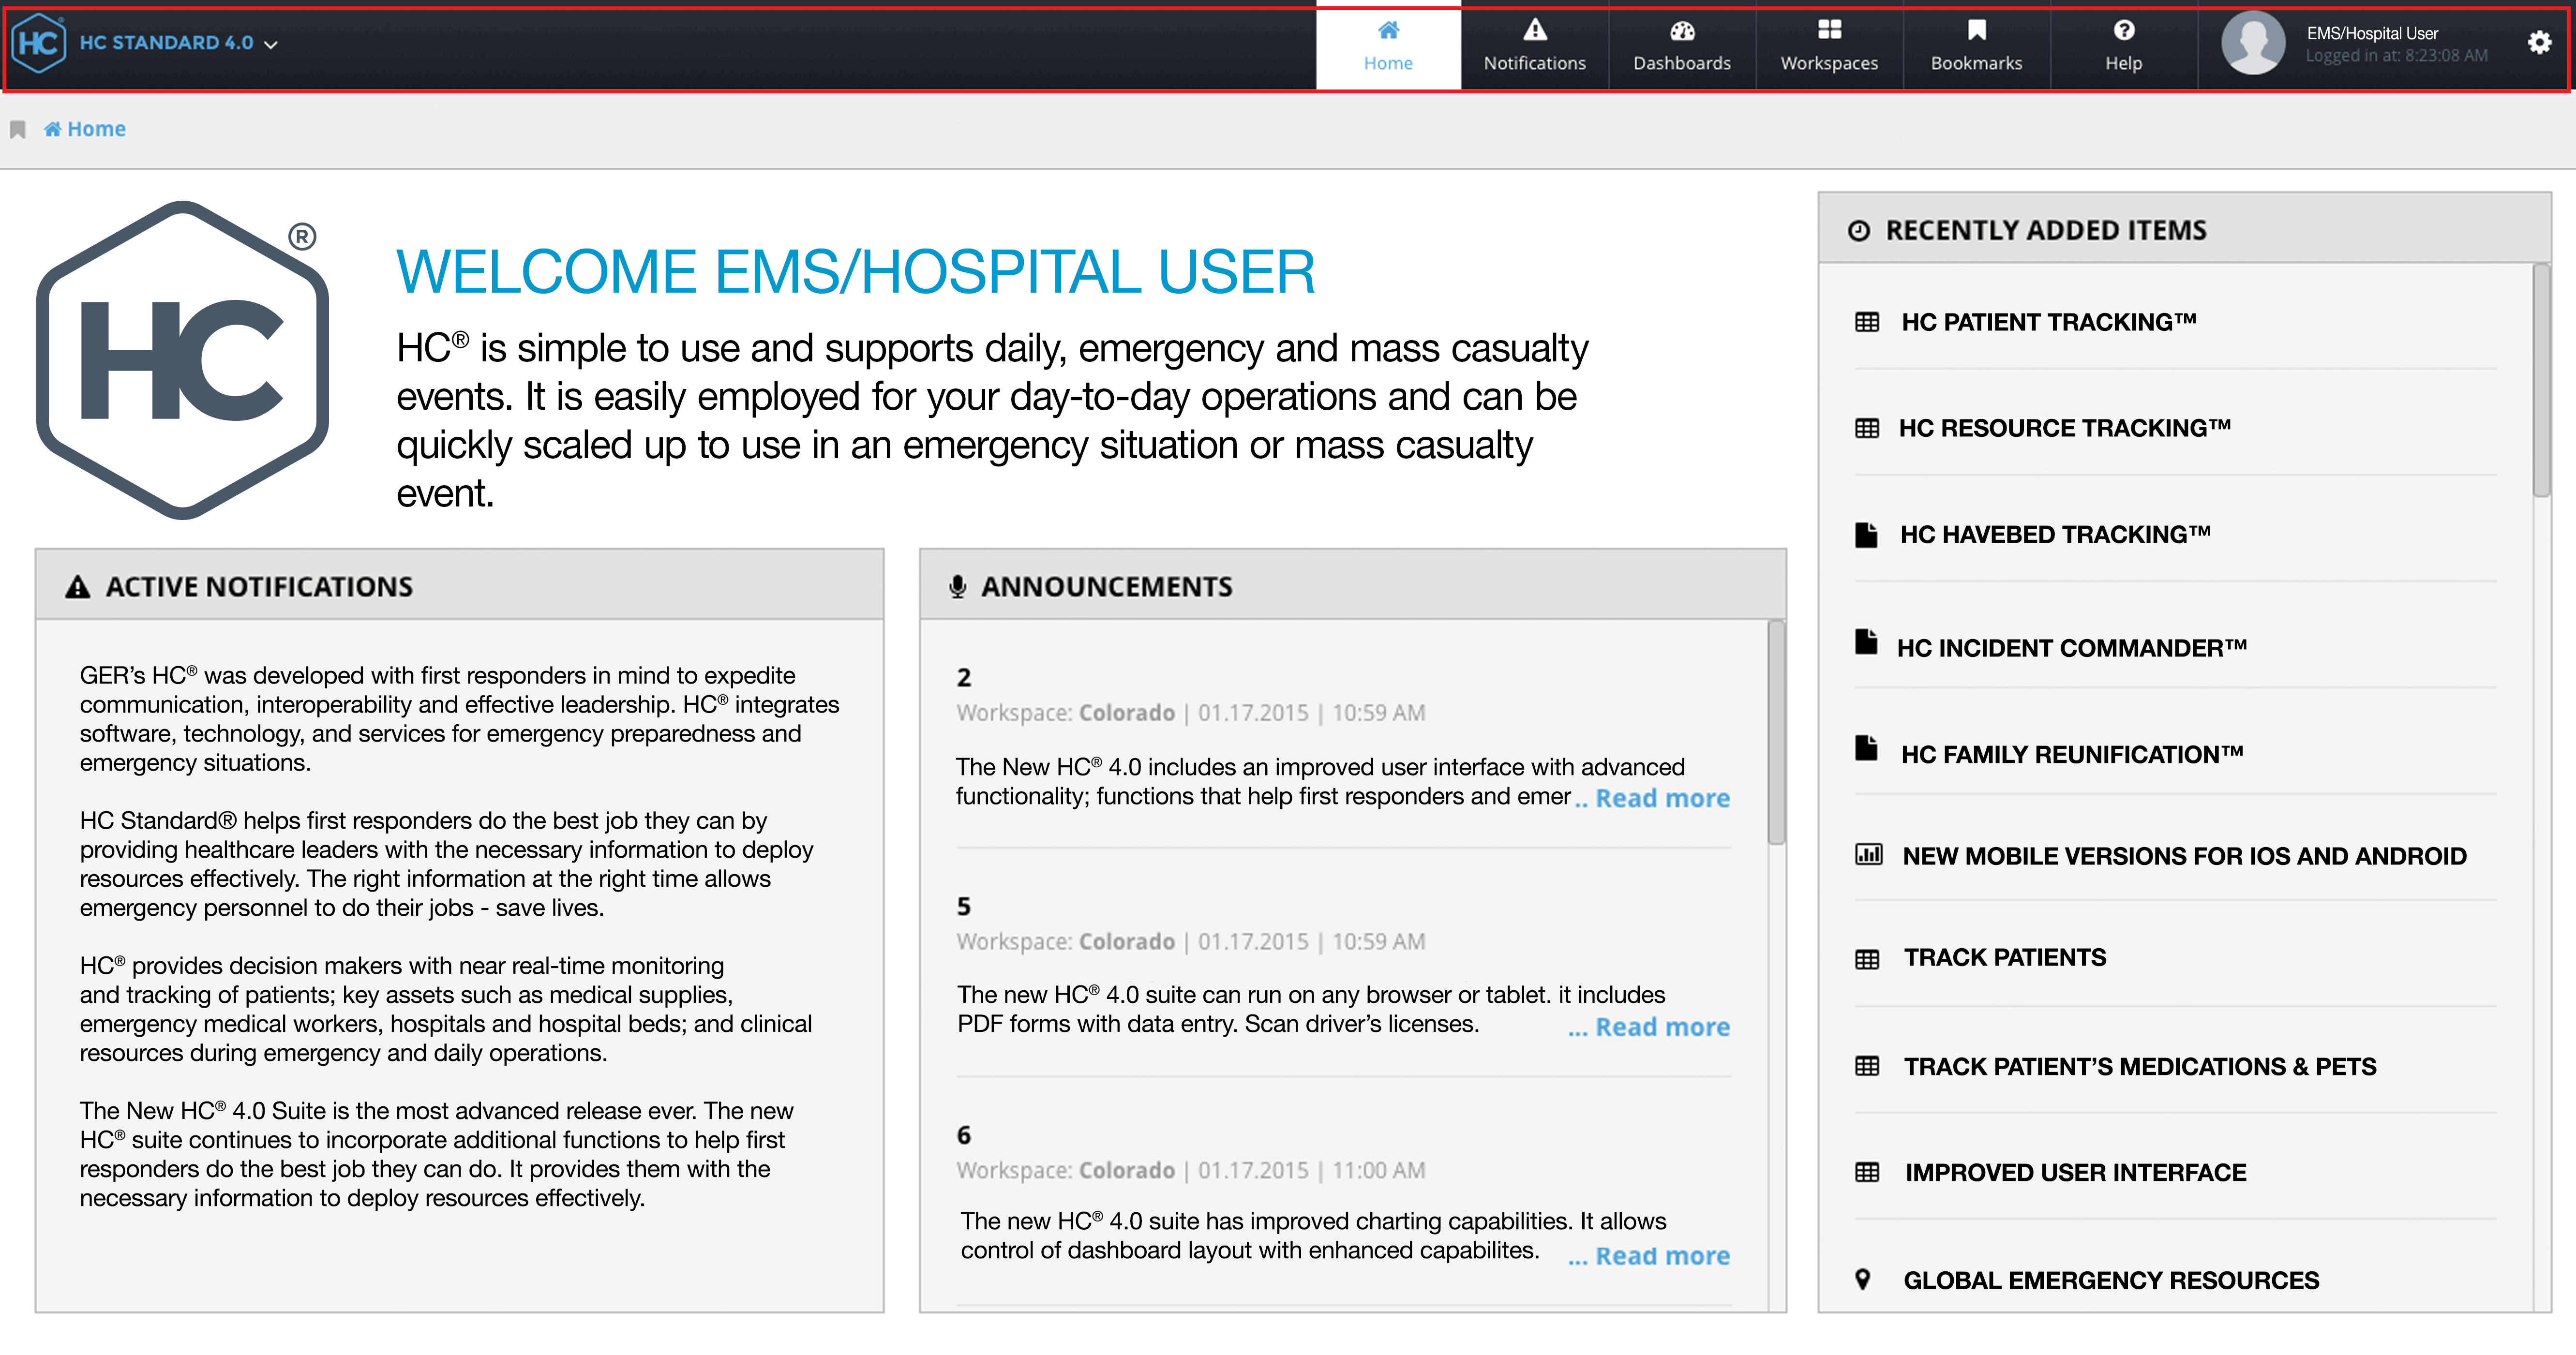 HC®
HC STANDARD 4.0
Home
Notifications
Dashboards
Workspaces
Bookmarks
Help
EMS/Hospital User
Logged in at: 8:23:08 AM
Home
HC®
WELCOME EMS/HOSPITAL USER
HC® is simple to use and supports daily, emergency and mass casualty
events. It is easily employed for your day-to-day operations and can be
quickly scaled up to use in an emergency situation or mass casualty
event.
ACTIVE NOTIFICATIONS
GER’s HC® was developed with first responders in mind to expedite
communication, interoperability and effective leadership. HC® integrates
software, technology, and services for emergency preparedness and
emergency situations.
HC Standard® helps first responders do the best job they can by
providing healthcare leaders with the necessary information to deploy
resources effectively. The right information at the right time allows
emergency personnel to do their jobs - save lives.
HC® provides decision makers with near real-time monitoring
and tracking of patients; key assets such as medical supplies,
emergency medical workers, hospitals and hospital beds; and clinical
resources during emergency and daily operations.
The New HC® 4.0 Suite is the most advanced release ever. The new
HC® suite continues to incorporate additional functions to help first
responders do the best job they can do. It provides them with the
necessary information to deploy resources effectively.
ANNOUNCEMENTS
2
Workspace: Colorado | 01.17.2015 | 10:59 AM
The New HC® 4.0 includes an improved user interface with advanced
functionality; functions that help first responders and emer .. Read more
5
Workspace: Colorado | 01.17.2015 | 10:59 AM
The new HC® 4.0 suite can run on any browser or tablet. it includes
PDF forms with data entry. Scan driver’s licenses. ... Read more
6
Workspace: Colorado | 01.17.2015 | 11:00 AM
The new HC® 4.0 suite has improved charting capabilities. It allows
control of dashboard layout with enhanced capabilites. ... Read more
RECENTLY ADDED ITEMS
HC PATIENT TRACKING™
HC RESOURCE TRACKING™
HC HAVEBED TRACKING™
HC INCIDENT COMMANDER™
HC FAMILY REUNIFICATION™
NEW MOBILE VERSIONS FOR IOS AND ANDROID
TRACK PATIENTS
TRACK PATIENT’S MEDICATIONS & PETS
IMPROVED USER INTERFACE
GLOBAL EMERGENCY RESOURCES